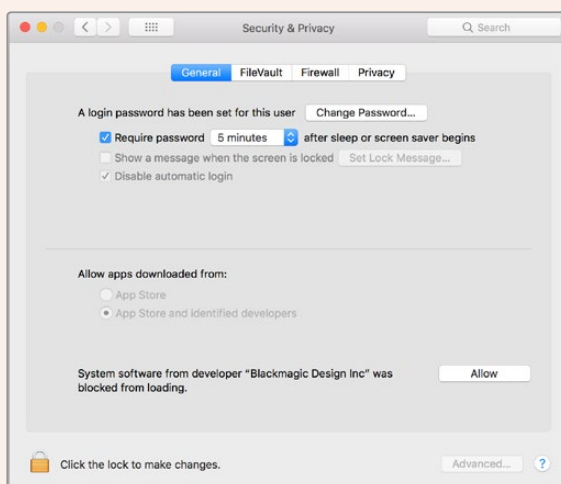 Security & Privacy
Search
General FileVault Firewall Privacy
A login password has been set for this user Change Password...
Require password 5 minutes after sleep or screen saver begins
Show a message when the screen is locked Set Lock Message...
Disable automatic login
Allow apps downloaded from:
App Store
App Store and identified developers
System software from developer “Blackmagic Design Inc” was
blocked from loading.
Allow
Click the lock to make changes.
Advanced...
?